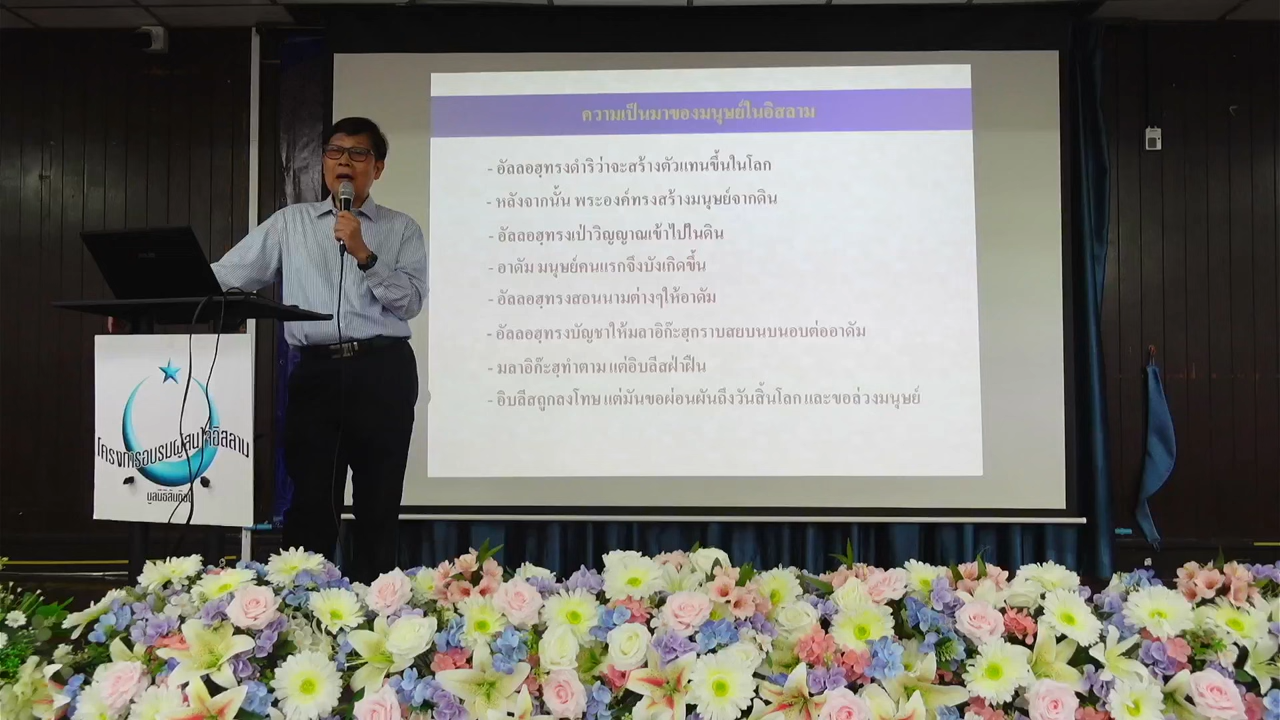 ความเป็นมาของมนุษย์ในอิสลาม
- อัลลอฮฺทรงดำริว่าจะสร้างตัวแทนขึ้นในโลก
- หลังจากนั้น พระองค์ทรงสร้างมนุษย์จากดิน
- อัลลอฮฺทรงเป่าวิญญาณเข้าไปในดิน
- อาดัม มนุษย์คนแรกจึงบังเกิดขึ้น
- อัลลอฮฺทรงสอนนามต่างๆให้อาดัม
- อัลลอฮฺทรงบัญชาให้มลาอิก๊ะฮฺกราบสยบนบนอบต่ออาดัม
- มลาอิก๊ะฮฺทำตาม แต่อิบลีสฝ่าฝืน
- อิบลีสถูกลงโทษ แต่มันขอผ่อนผันถึงวันสิ้นโลก และขอล่วงมนุษย์
โครงการอบรมผู้สนใจอิสลาม
มูลนิธิสันติชน